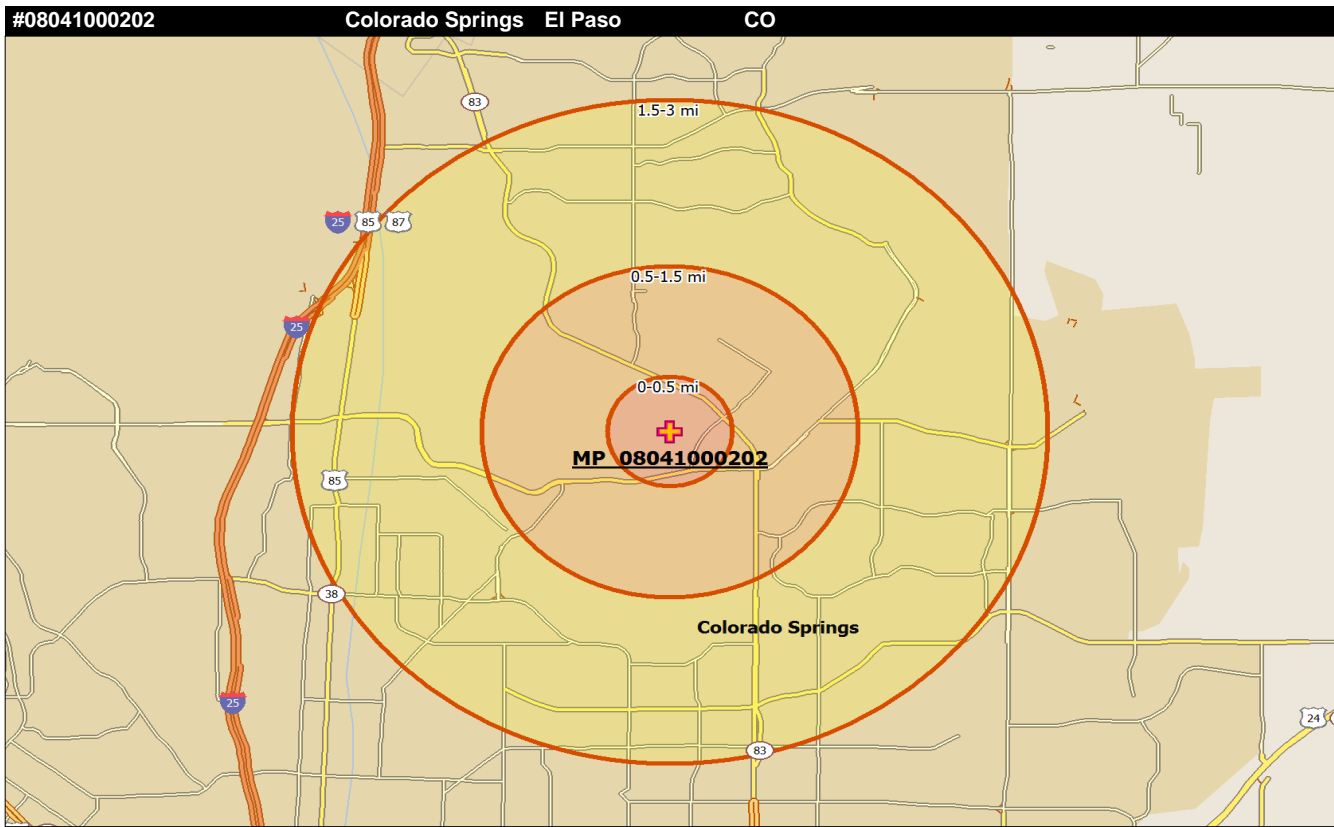 #08041000202 Colorado Springs El Paso CO
83
1.5-3 mi
25 85 87
0.5-1.5 mi
25
0-0.5 mi
MP 08041000202
85
38
Colorado Springs
25
24
83